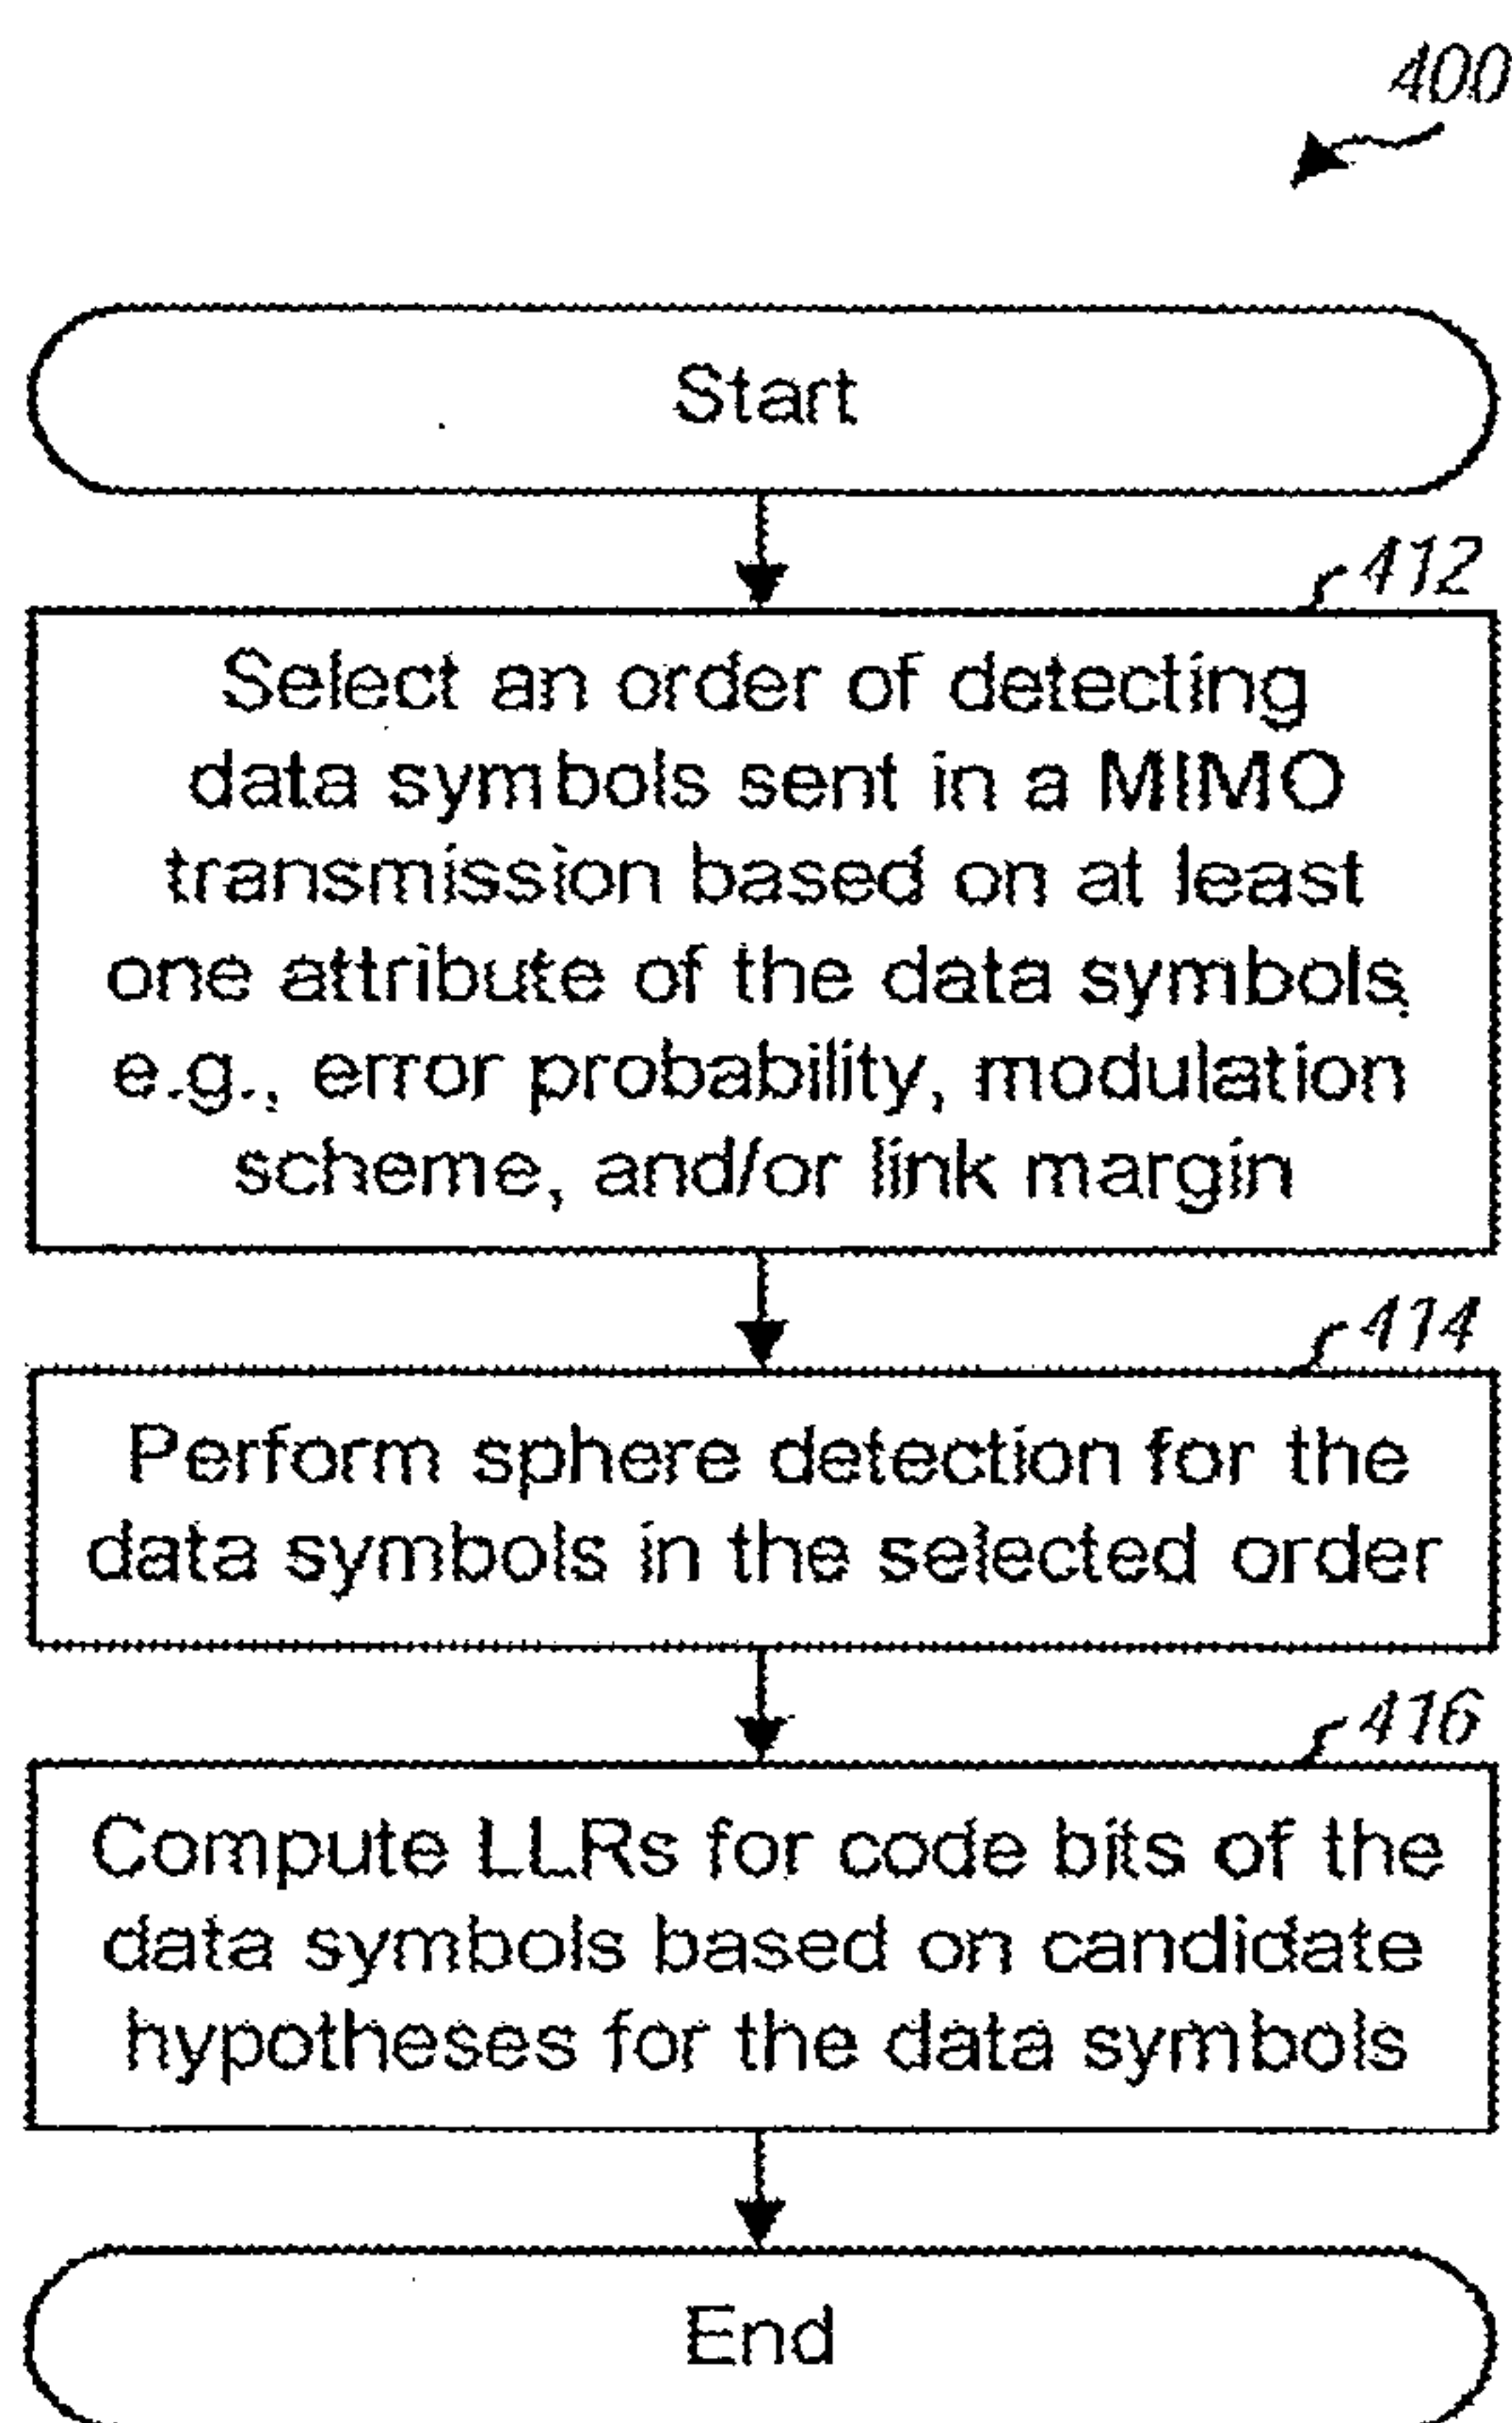 400
Start
412
Select an order of detecting
data symbols sent in a MIMO
transmission based on at least
one attribute of the data symbols,
e.g., error probability, modulation
scheme, and/or link margin
414
Perform sphere detection for the
data symbols in the selected order
416
Compute LLRs for code bits of the
data symbols based on candidate
hypotheses for the data symbols
End